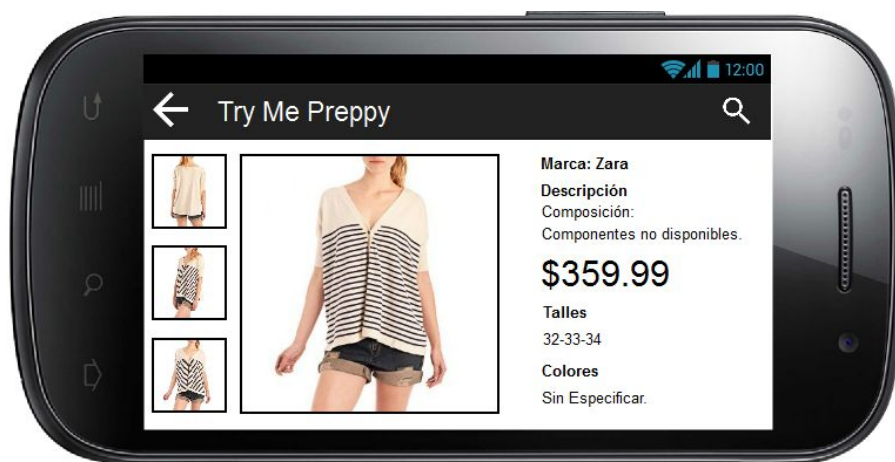 12:00
Try Me Preppy
Marca: Zara
Descripción
Composición:
Componentes no disponibles.
$359.99
Talles
32-33-34
Colores
Sin Especificar.